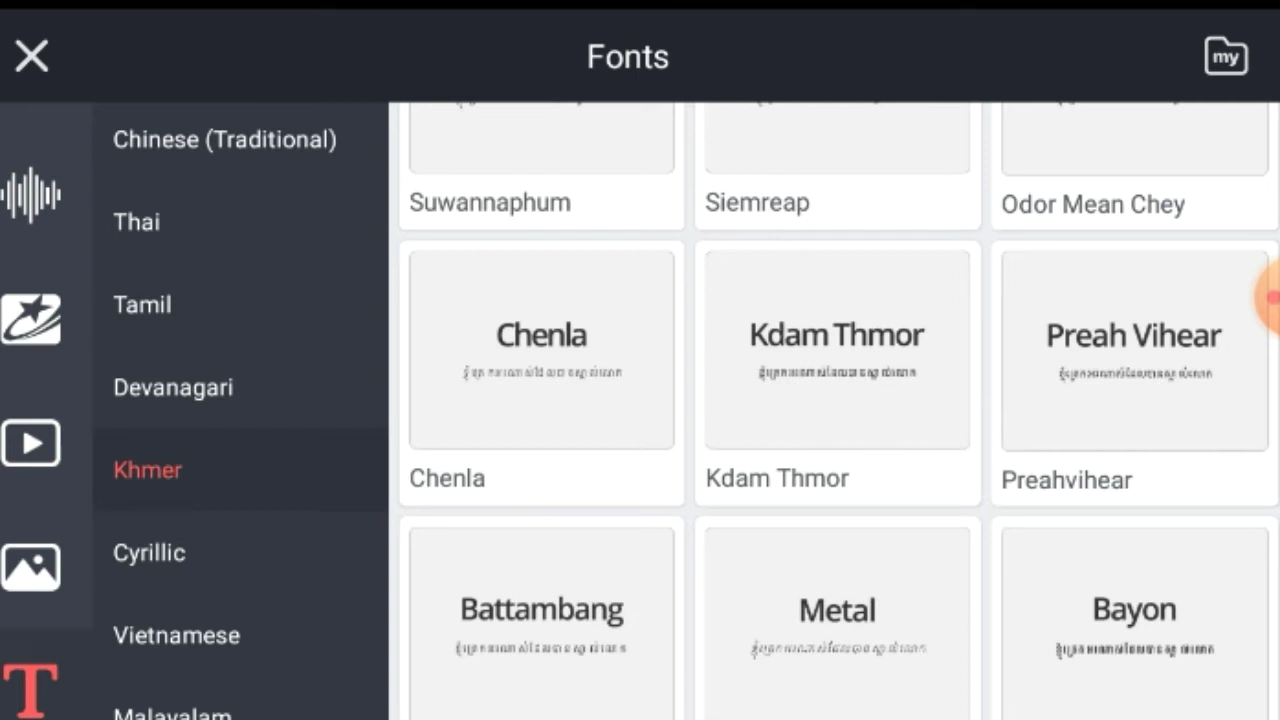 Fonts
my
Chinese (Traditional)
Thai
Tamil
Devanagari
Khmer
Cyrillic
Vietnamese
Malayalam
Suwannaphum
Siemreap
Odor Mean Chey
Chenla
Kdam Thmor
Preah Vihear
Chenla
Kdam Thmor
Preahvihear
Battambang
Metal
Bayon
T